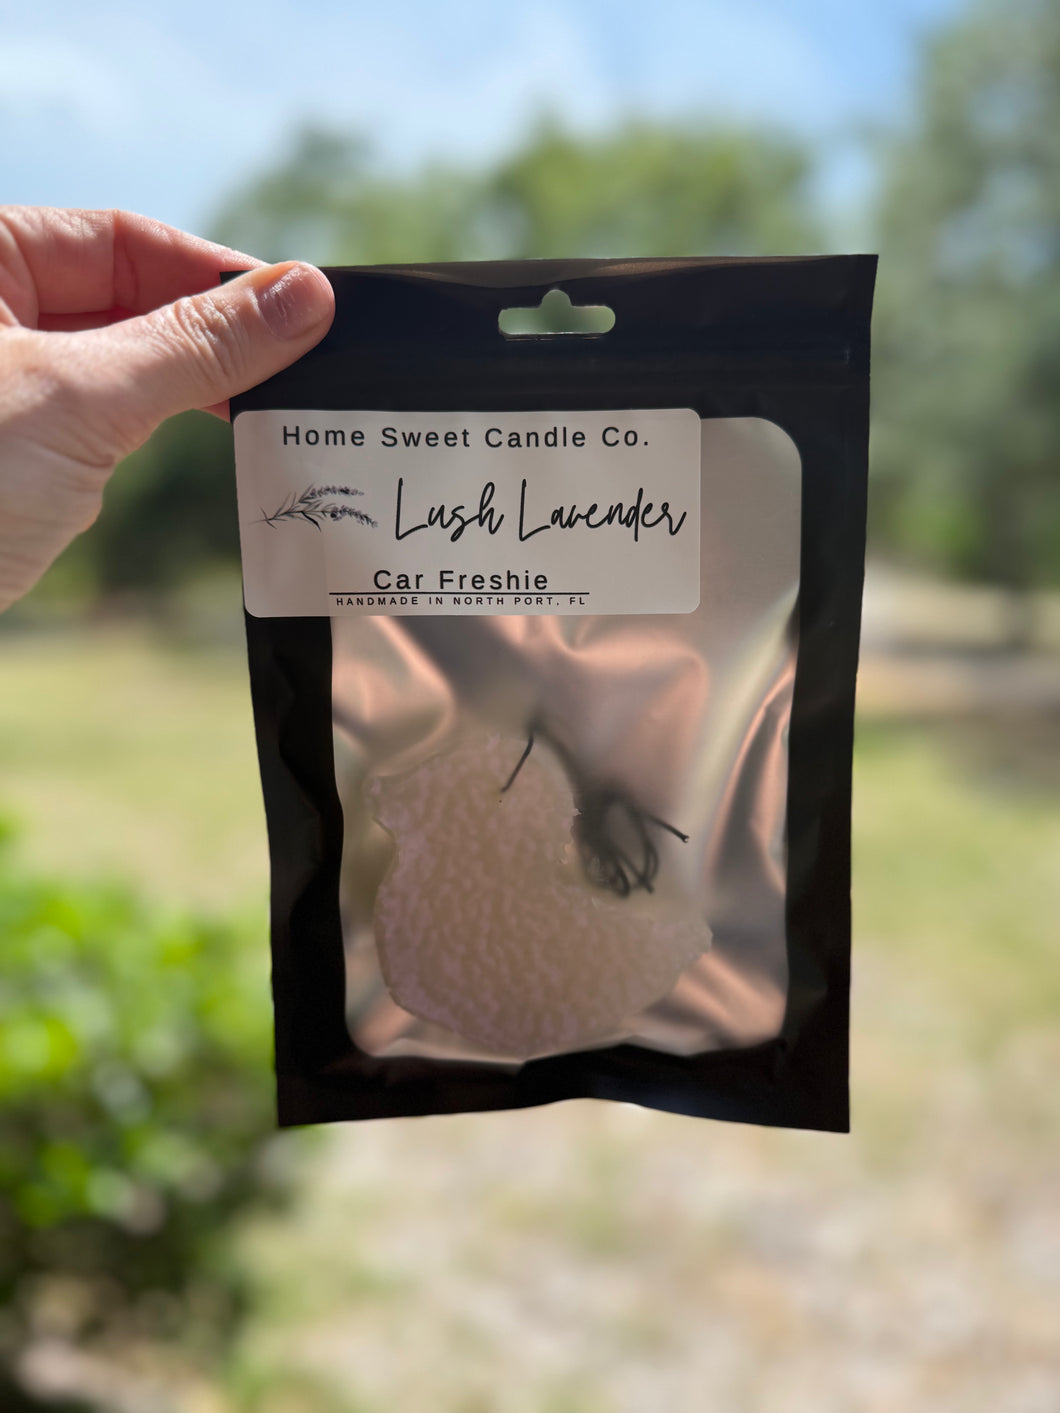 Home Sweet Candle Co.
Lush Lavender
Car Freshie
HANDMADE IN NORTH PORT, FL